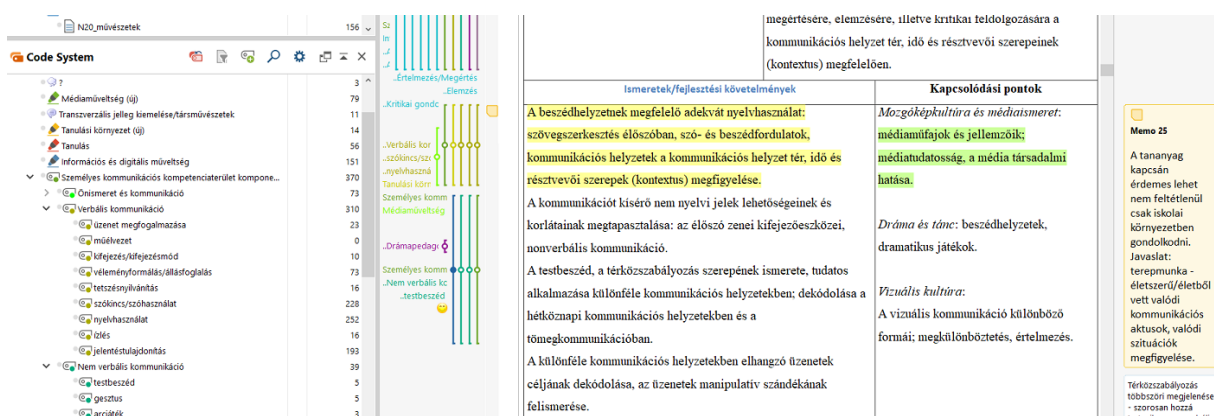 N20_művészetek 156
Code System
? 3
Médiaműveltség (új) 79
Transzverzális jelleg kiemelése/társművészetek 11
Tanulási környezet (új) 14
Tanulás 56
Információs és digitális műveltség 151
Személyes kommunikációs kompetenciaterület kompone... 370
Önismeret és kommunikáció 73
Verbális kommunikáció 310
üzenet megfogalmazása 23
műélvezet 0
kifejezés/kifejezésmód 10
véleményformálás/állásfoglalás 73
tetszésnyilvánítás 16
szókincs/szóhasználat 228
nyelvhasználat 252
ízlés 16
jelentéstulajdonítás 193
Nem verbális kommunikáció 39
testbeszéd 5
gesztus 5
arcjáték 3
..Értelmezés/Megértés
..Elemzés
..Kritikai gondc
..Verbális kor
..szókincs/szó
..nyelvhaszná
Tanulási körr
Személyes komm
Médiaműveltség
..Drámapedagó
Személyes komm
..Nem verbális kc
..testbeszéd
megértésére, elemzésére, illetve kritikai feldolgozására a
kommunikációs helyzet tér, idő és résztvevői szerepeinek
(kontextus) megfelelően.
Ismeretek/fejlesztési követelmények
A beszédhelyzetnek megfelelő adekvát nyelvhasználat:
szövegszerkesztés élőszóban, szó- és beszédfordulatok,
kommunikációs helyzetek a kommunikációs helyzet tér, idő és
résztvevői szerepek (kontextus) megfigyelése.
A kommunikációt kísérő nem nyelvi jelek lehetőségeinek és
korlátainak megtapasztalása: az élőszó zenei kifejezőeszközei,
nonverbális kommunikáció.
A testbeszéd, a térközszabályozás szerepének ismerete, tudatos
alkalmazása különféle kommunikációs helyzetekben; dekódolása a
hétköznapi kommunikációs helyzetekben és a
tömegkommunikációban.
A különféle kommunikációs helyzetekben elhangzó üzenetek
céljának dekódolása, az üzenetek manipulatív szándékának
felismerése.
Kapcsolódási pontok
Mozgóképkultúra és médiaismeret:
médiaműfajok és jellemzőik;
médiatudatosság, a média társadalmi
hatása.
Dráma és tánc: beszédhelyzetek,
dramatikus játékok.
Vizuális kultúra:
A vizuális kommunikáció különböző
formái; megkülönböztetés, értelmezés.
Memo 25
A tananyag
kapcsán
érdemes lehet
nem feltétlenül
csak iskolai
környezetben
gondolkodni.
Javaslat:
terepmunka -
életszerű/életből
vett valódi
kommunikációs
aktusok, valódi
szituációk
megfigyelése.
Térközszabályozás
többszöri megjelenése
- szorosan hozzá